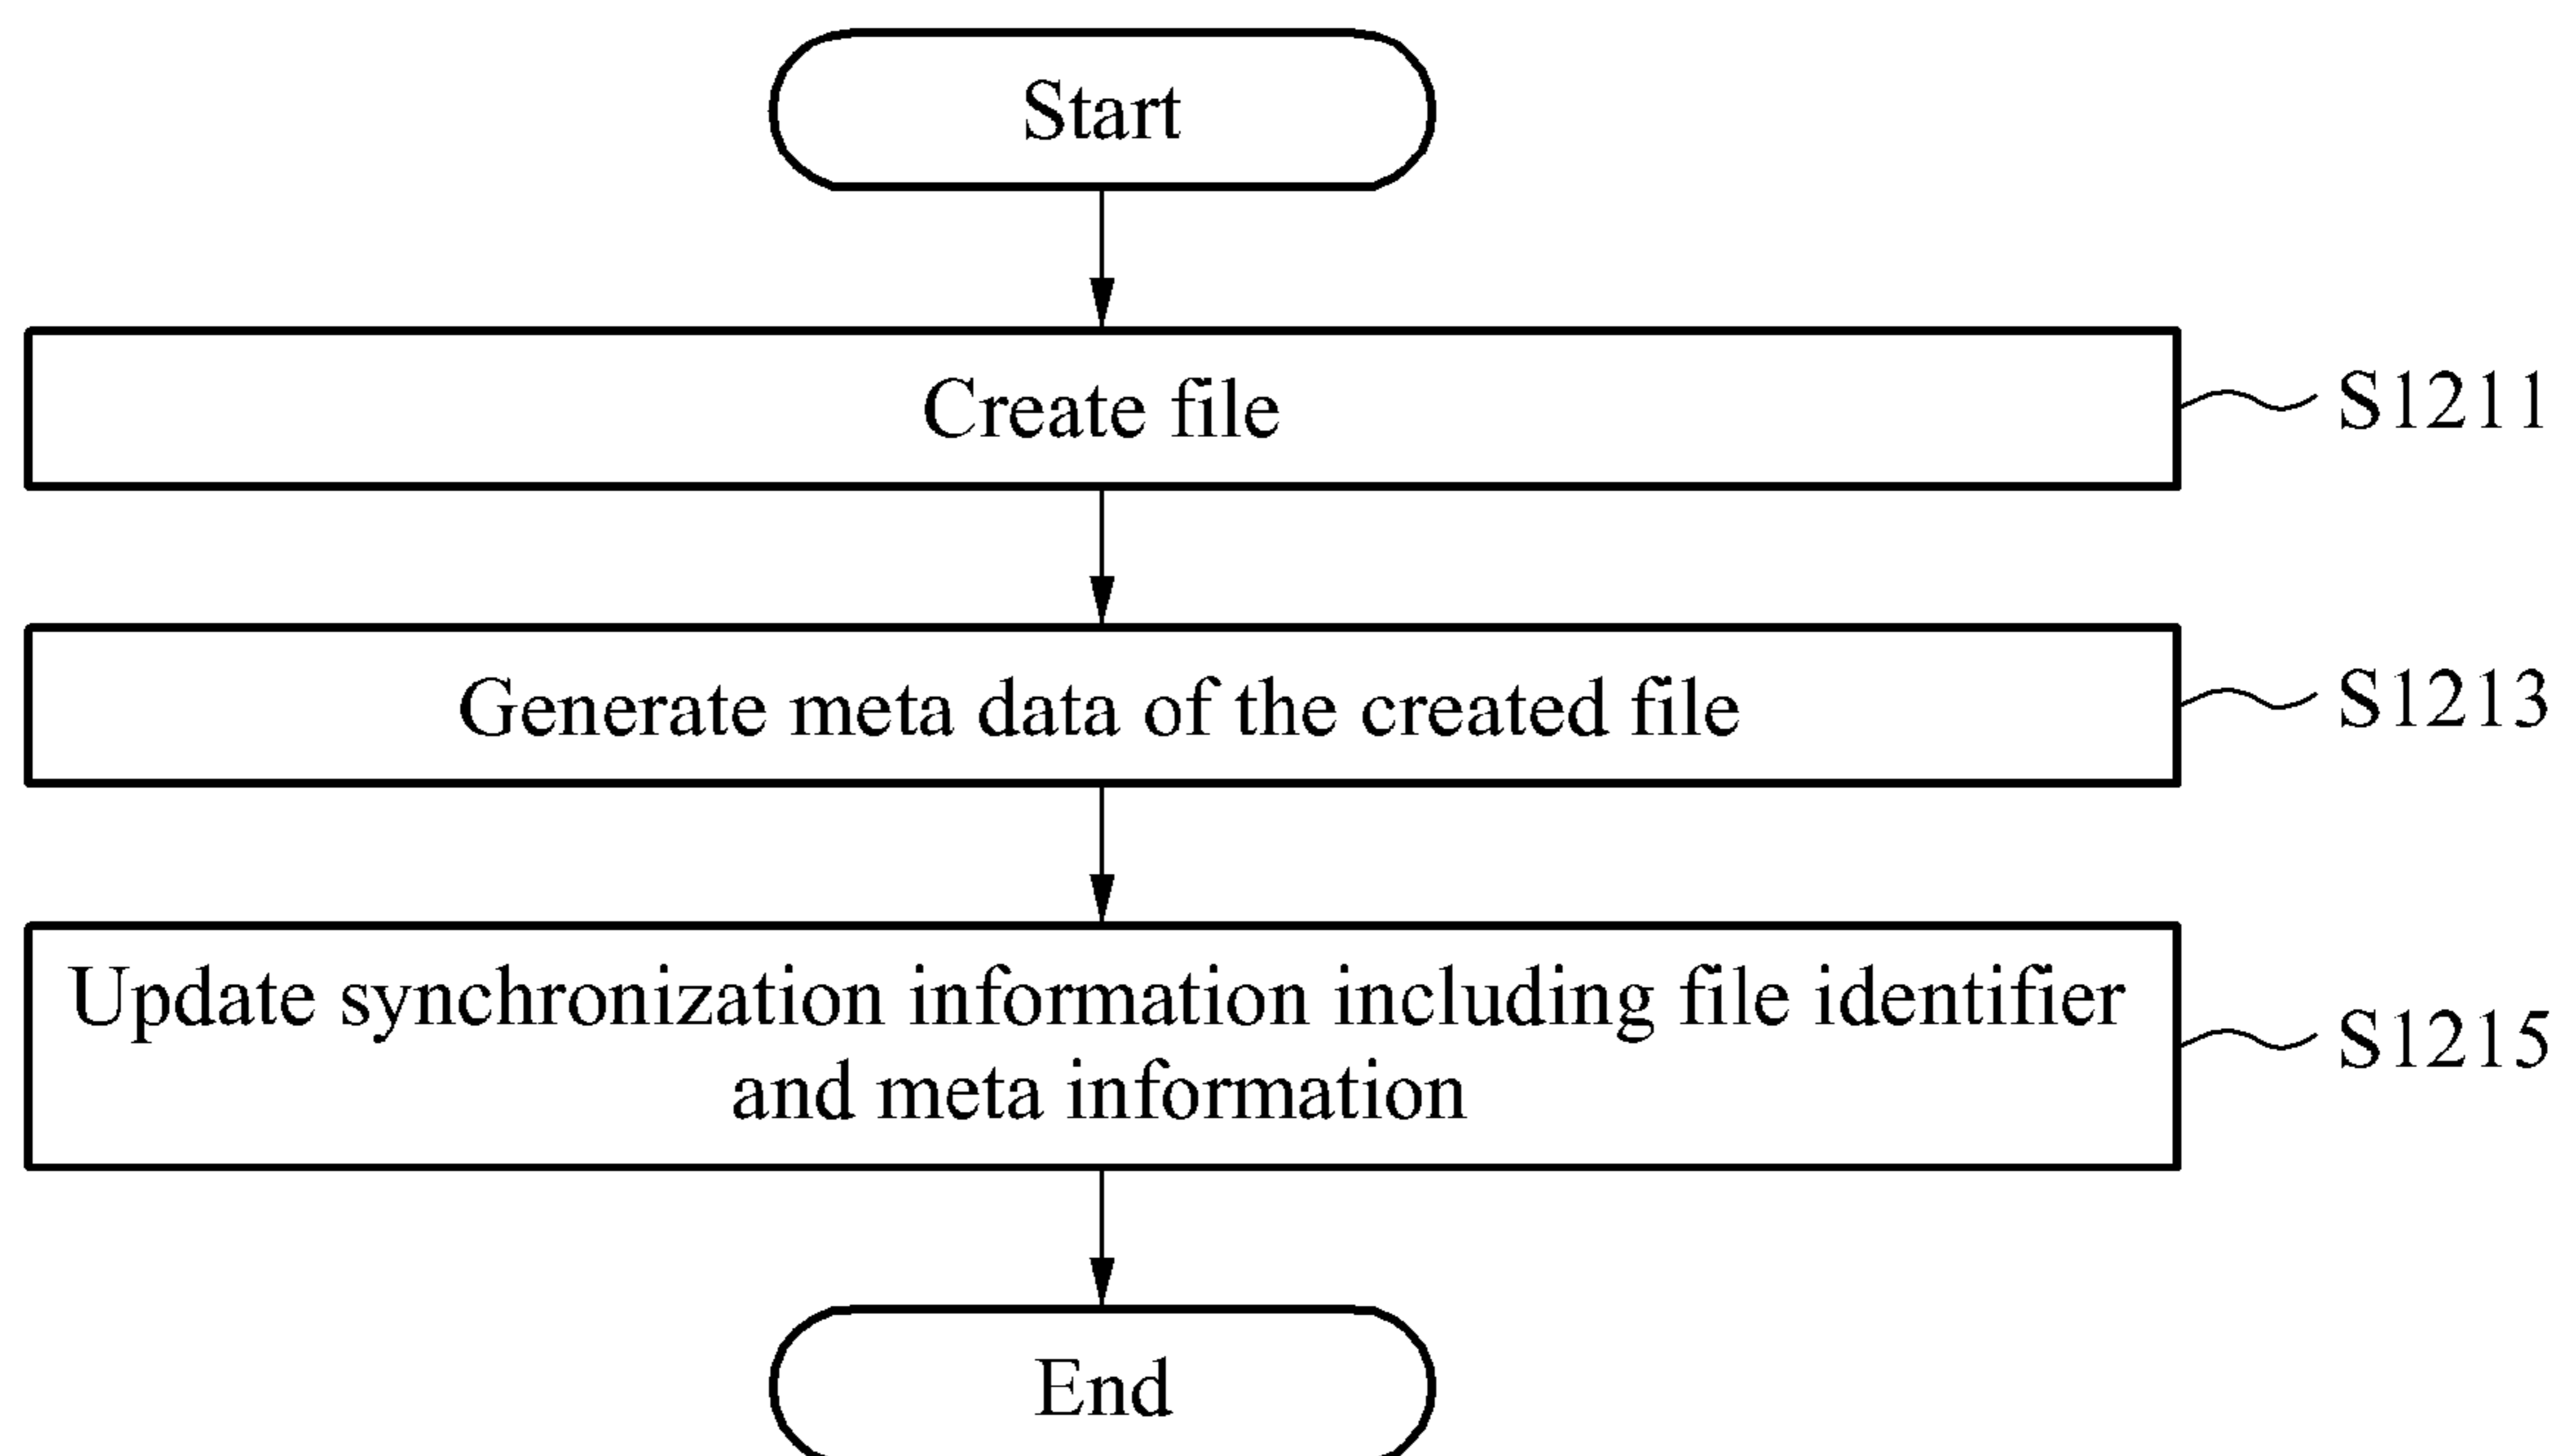 Start
Create file
S1211
Generate meta data of the created file
S1213
Update synchronization information including file identifier
and meta information
S1215
End